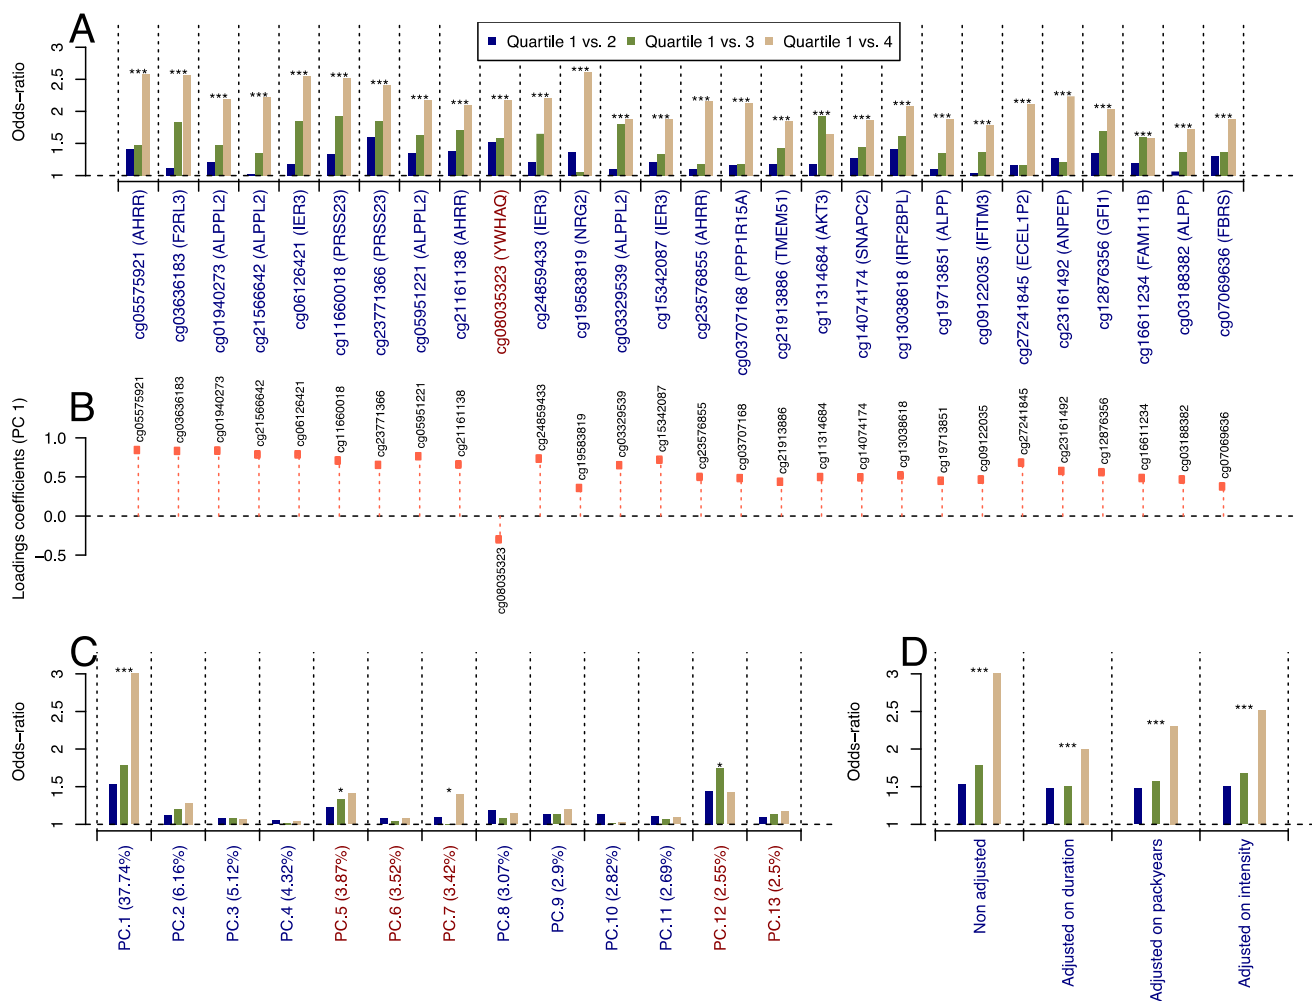 A
Quartile 1 vs. 2 Quartile 1 vs. 3 Quartile 1 vs. 4
Odds−ratio
3
2.5
2
1.5
1
*** *** *** *** *** *** *** *** *** *** *** *** *** *** *** *** *** *** *** *** *** *** *** *** *** *** *** ***
cg05575921 (AHRR)
cg03636183 (F2RL3)
cg01940273 (ALPPL2)
cg21566642 (ALPPL2)
cg06126421 (IER3)
cg11660018 (PRSS23)
cg23771366 (PRSS23)
cg05951221 (ALPPL2)
cg21161138 (AHRR)
cg08035323 (YWHAQ)
cg24859433 (IER3)
cg19583819 (NRG2)
cg03329539 (ALPPL2)
cg15342087 (IER3)
cg23576855 (AHRR)
cg03707168 (PPP1R15A)
cg21913886 (TMEM51)
cg11314684 (AKT3)
cg14074174 (SNAPC2)
cg13038618 (IRF2BPL)
cg19713851 (ALPP)
cg09122035 (IFITM3)
cg27241845 (ECEL1P2)
cg23161492 (ANPEP)
cg12876356 (GFI1)
cg16611234 (FAM111B)
cg03188382 (ALPP)
cg07069636 (FBRS)
B
Loadings coefficients (PC 1)
1.0
0.5
0.0
−0.5
cg05575921
cg03636183
cg01940273
cg21566642
cg06126421
cg11660018
cg23771366
cg05951221
cg21161138
cg08035323
cg24859433
cg19583819
cg03329539
cg15342087
cg23576855
cg03707168
cg21913886
cg11314684
cg14074174
cg13038618
cg19713851
cg09122035
cg27241845
cg23161492
cg12876356
cg16611234
cg03188382
cg07069636
C
Odds−ratio
3
2.5
2
1.5
1
*** * * *
PC.1 (37.74%)
PC.2 (6.16%)
PC.3 (5.12%)
PC.4 (4.32%)
PC.5 (3.87%)
PC.6 (3.52%)
PC.7 (3.42%)
PC.8 (3.07%)
PC.9 (2.9%)
PC.10 (2.82%)
PC.11 (2.69%)
PC.12 (2.55%)
PC.13 (2.5%)
D
Odds−ratio
3
2.5
2
1.5
1
*** *** *** ***
Non adjusted
Adjusted on duration
Adjusted on packyears
Adjusted on intensity